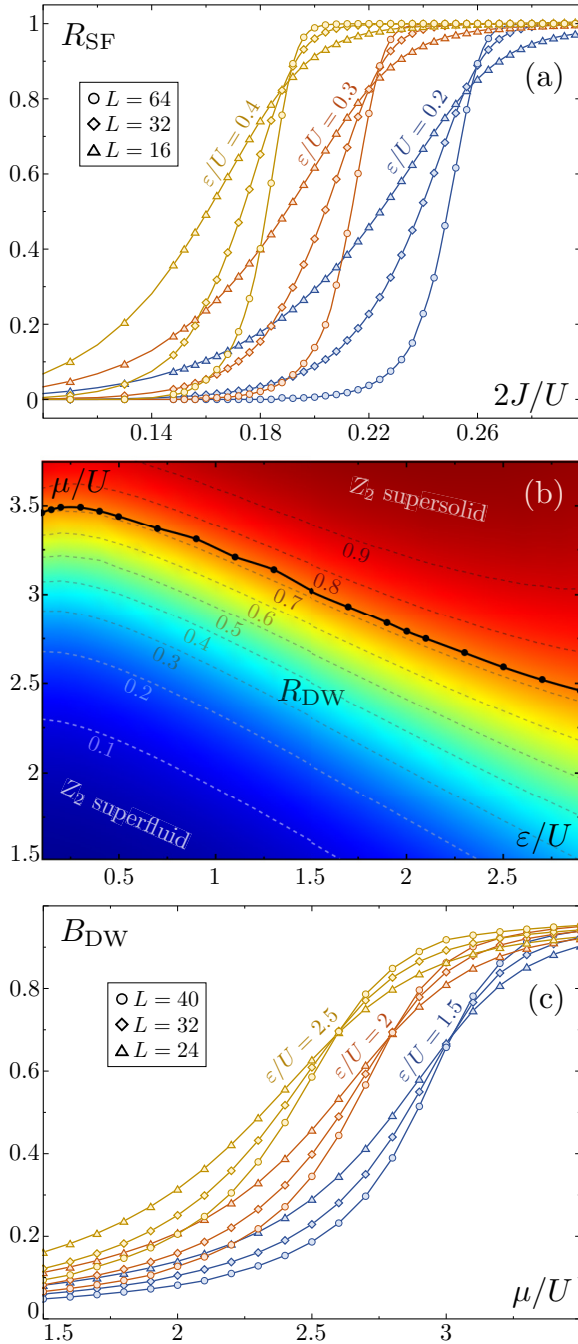 1
R_SF
(a)
L = 64
L = 32
L = 16
ε/U = 0.4
ε/U = 0.3
ε/U = 0.2
0.8
0.6
0.4
0.2
0
0.14
0.18
0.22
0.26
2J/U
μ/U
Z₂ supersolid
(b)
3.5
3
2.5
2
1.5
0.9
0.8
0.7
0.6
0.5
0.4
0.3
0.2
0.1
R_DW
Z₂ superfluid
ε/U
0.5
1
1.5
2
2.5
B_DW
(c)
L = 40
L = 32
L = 24
ε/U = 2.5
ε/U = 2
ε/U = 1.5
0.8
0.6
0.4
0.2
0
1.5
2
2.5
3
μ/U